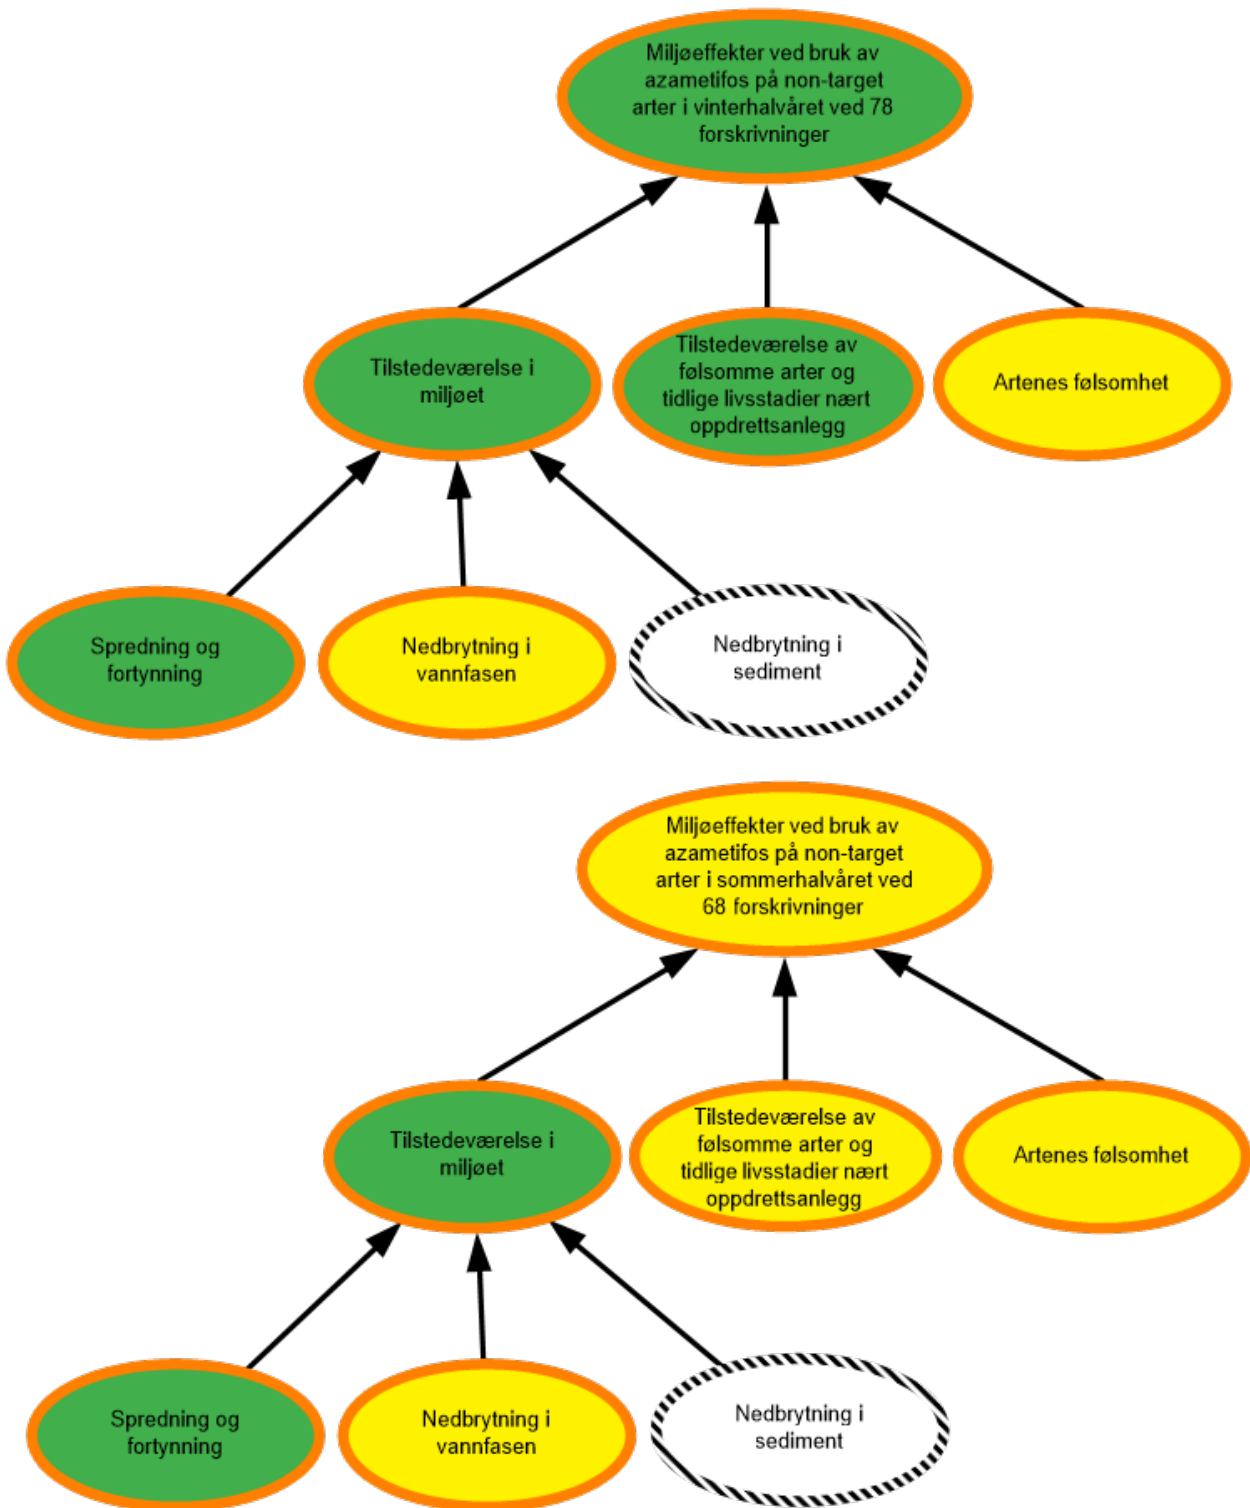 Miljøeffekter ved bruk av
azametifos på non-target
arter i vinterhalvåret ved 78
forskrivninger
Tilstedeværelse i
miljøet
Tilstedeværelse av
følsomme arter og
tidlige livsstadier nært
oppdrettsanlegg
Artenes følsomhet
Spredning og
fortynning
Nedbrytning i
vannfasen
Nedbrytning i
sediment
Miljøeffekter ved bruk av
azametifos på non-target
arter i sommerhalvåret ved
68 forskrivninger
Tilstedeværelse i
miljøet
Tilstedeværelse av
følsomme arter og
tidlige livsstadier nært
oppdrettsanlegg
Artenes følsomhet
Spredning og
fortynning
Nedbrytning i
vannfasen
Nedbrytning i
sediment